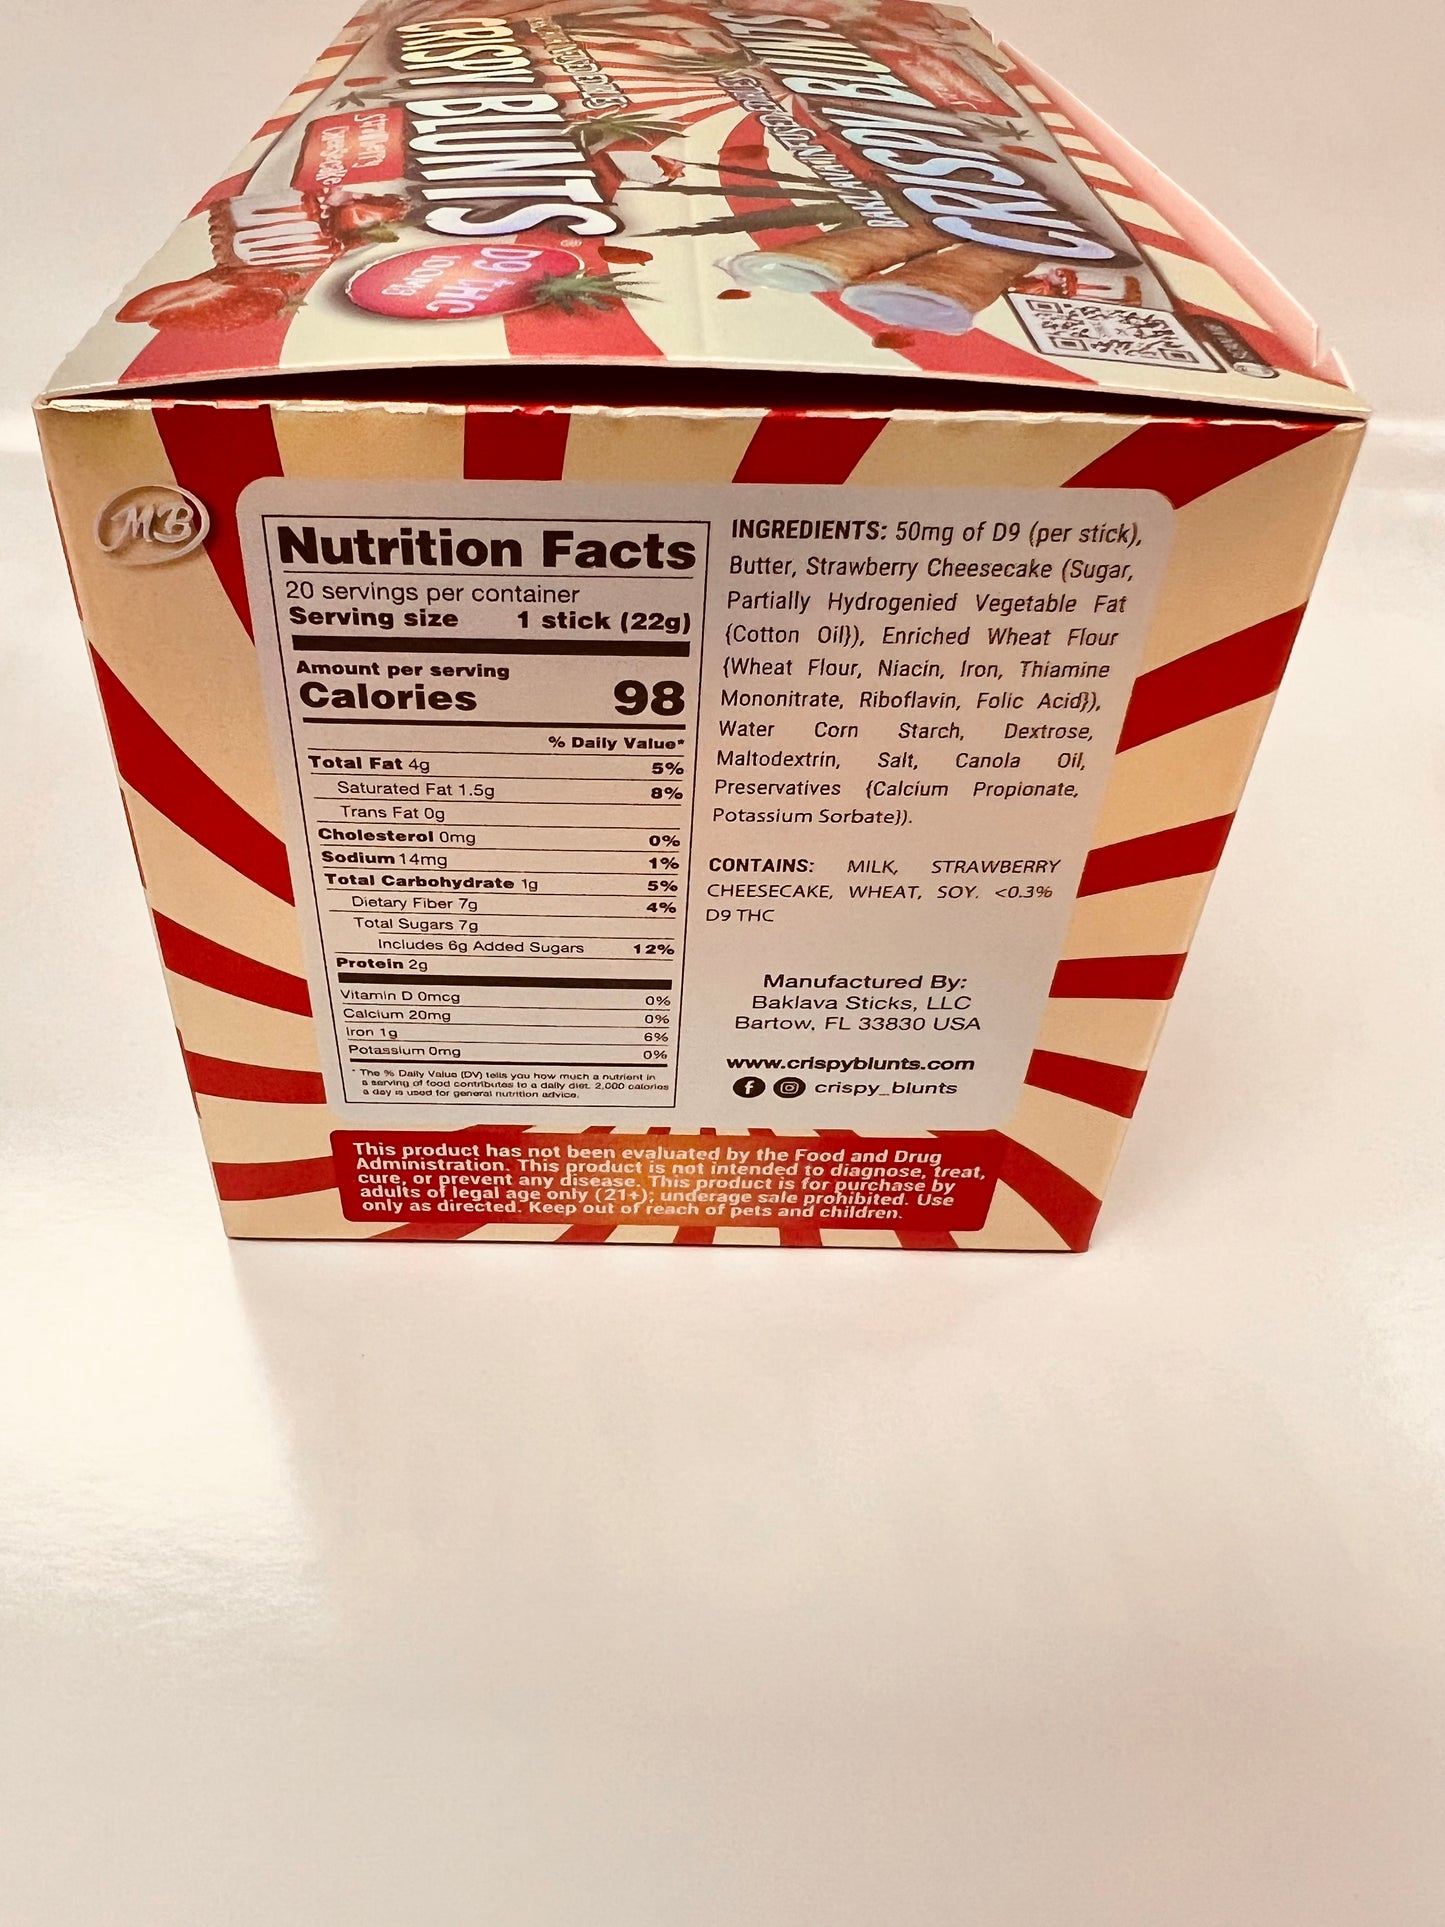 CRISPY BLUNTS
Strawberry
Cheesecake
D9 THC
100MG
CRISPY BLUNTS
MB
Nutrition Facts
20 servings per container
Serving size 1 stick (22g)
Amount per serving
Calories 98
% Daily Value*
Total Fat 4g 5%
Saturated Fat 1.5g 8%
Trans Fat 0g
Cholesterol 0mg 0%
Sodium 14mg 1%
Total Carbohydrate 1g 5%
Dietary Fiber 7g 4%
Total Sugars 7g
Includes 6g Added Sugars 12%
Protein 2g
Vitamin D 0mcg 0%
Calcium 20mg 0%
Iron 1g 6%
Potassium 0mg 0%
* The % Daily Value (DV) tells you how much a nutrient in
a serving of food contributes to a daily diet. 2,000 calories
a day is used for general nutrition advice.
INGREDIENTS: 50mg of D9 (per stick),
Butter, Strawberry Cheesecake (Sugar,
Partially Hydrogenied Vegetable Fat
{Cotton Oil}), Enriched Wheat Flour
{Wheat Flour, Niacin, Iron, Thiamine
Mononitrate, Riboflavin, Folic Acid}),
Water Corn Starch, Dextrose,
Maltodextrin, Salt, Canola Oil,
Preservatives {Calcium Propionate,
Potassium Sorbate}).
CONTAINS: MILK, STRAWBERRY
CHEESECAKE, WHEAT, SOY. <0.3%
D9 THC
Manufactured By:
Baklava Sticks, LLC
Bartow, FL 33830 USA
www.crispyblunts.com
crispy_blunts
This product has not been evaluated by the Food and Drug
Administration. This product is not intended to diagnose, treat,
cure, or prevent any disease. This product is for purchase by
adults of legal age only (21+); underage sale prohibited. Use
only as directed. Keep out of reach of pets and children.